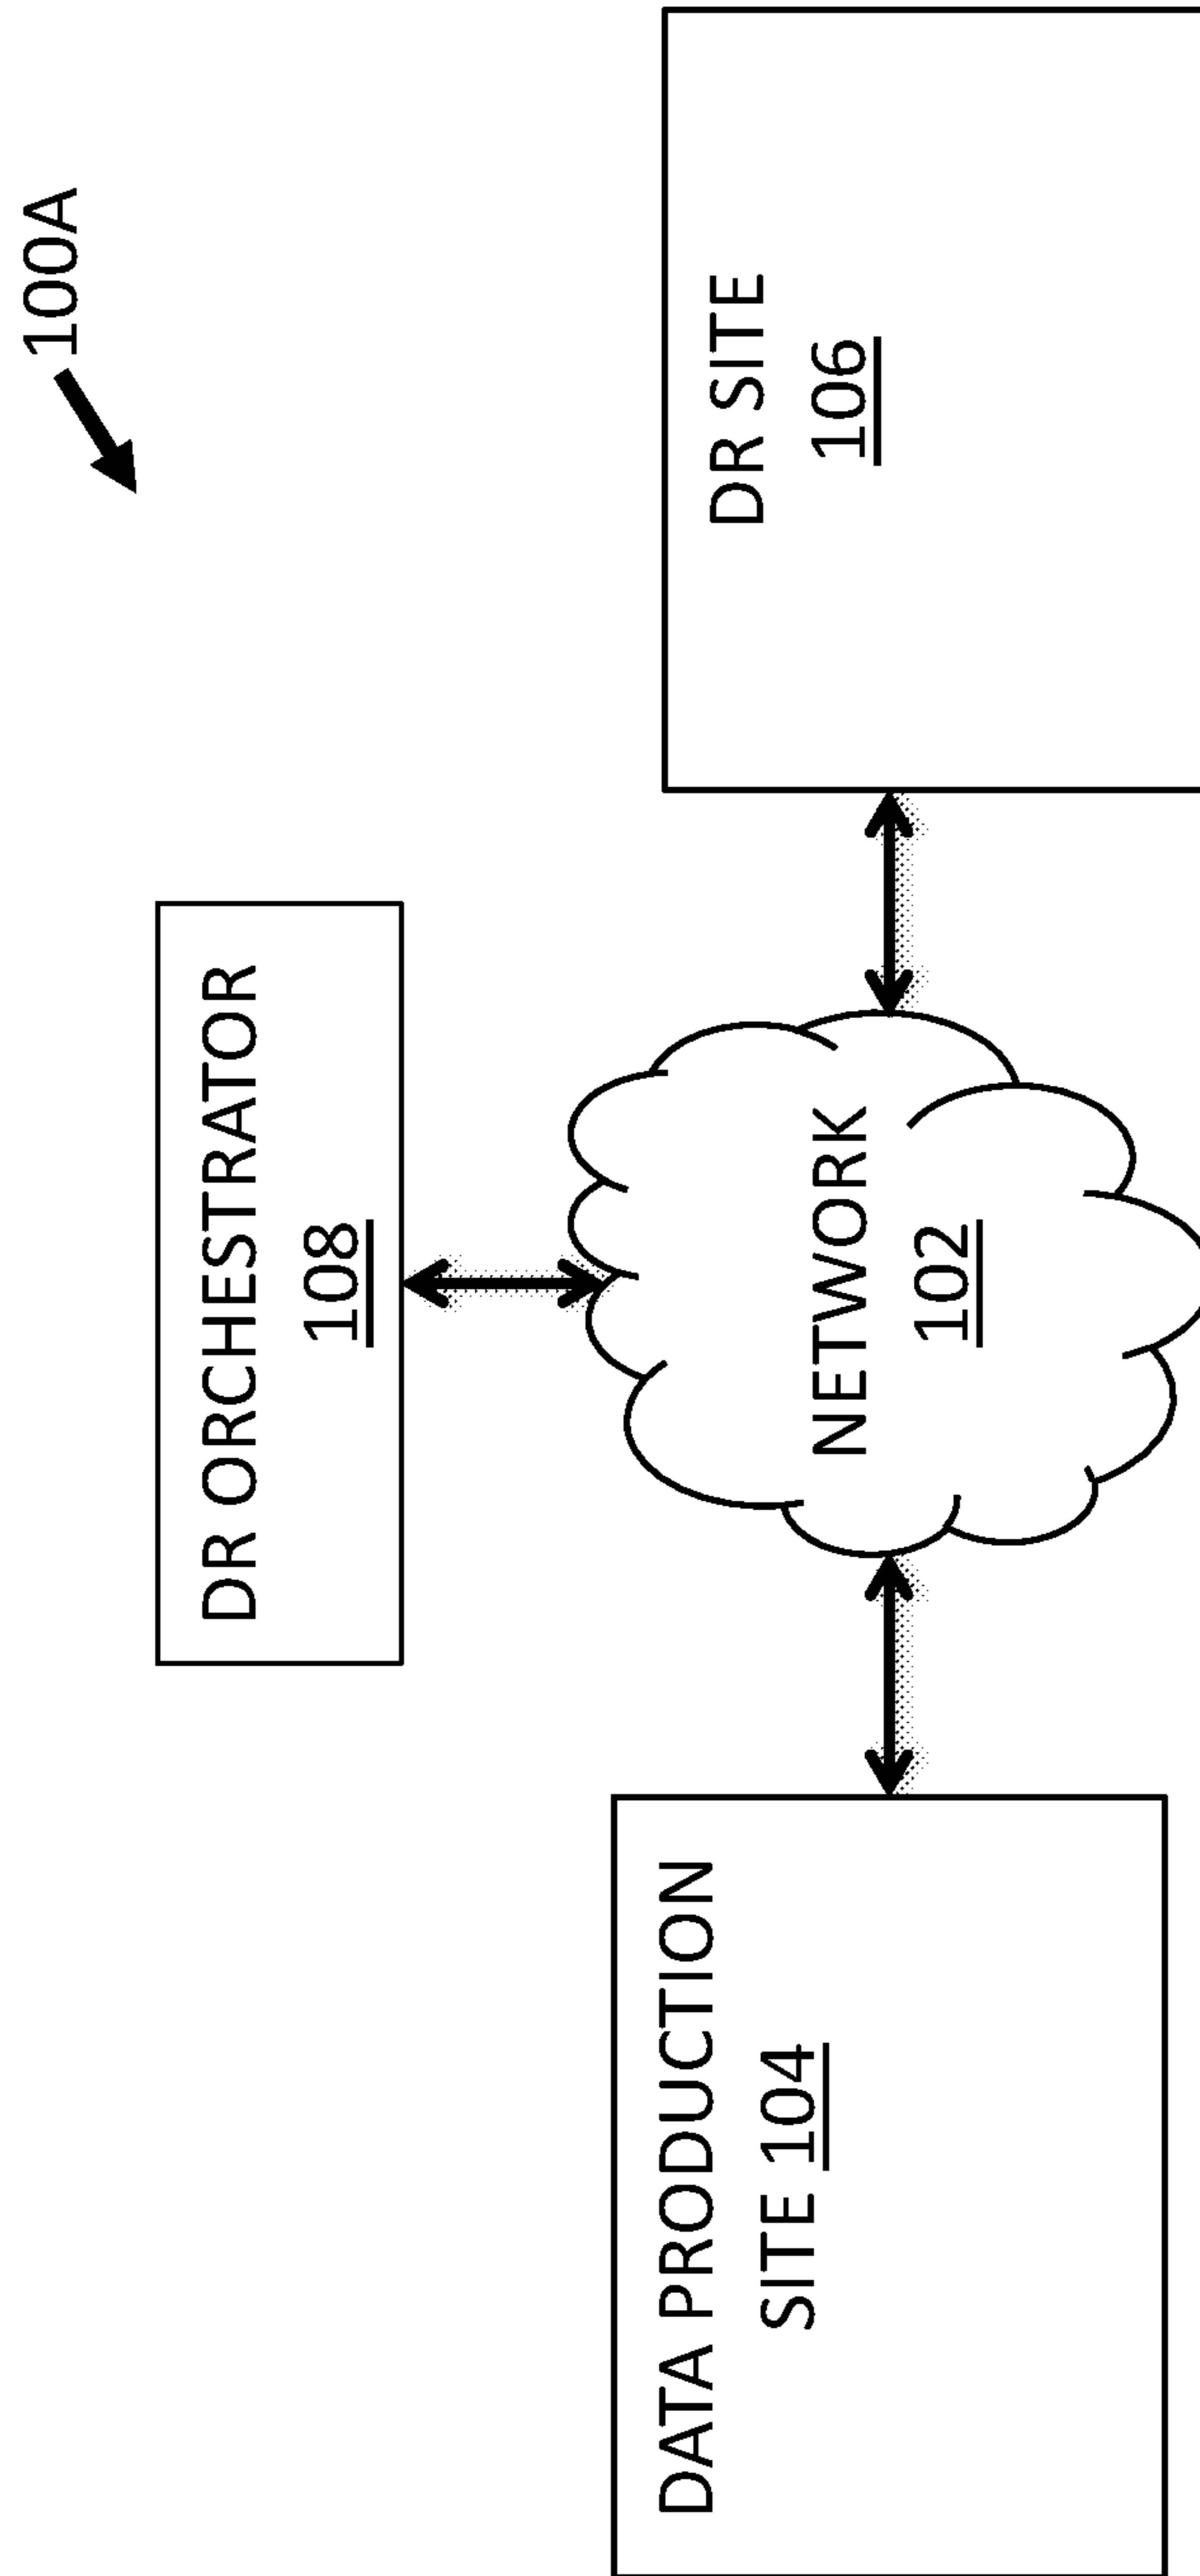 100A
DR ORCHESTRATOR
108
DATA PRODUCTION
SITE 104
NETWORK
102
DR SITE
106